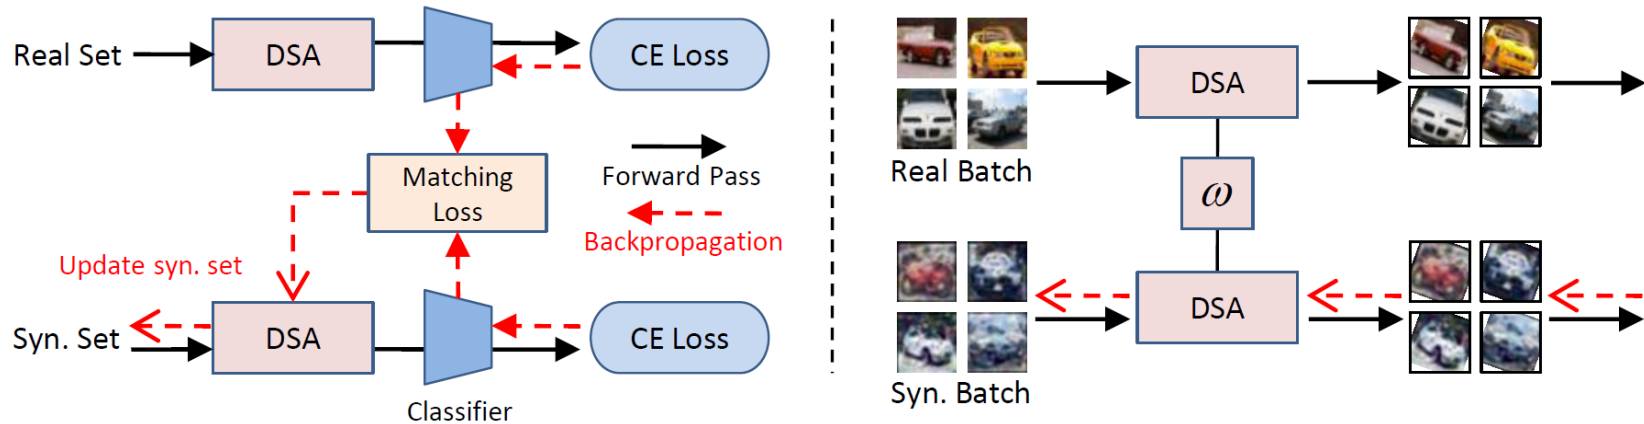 Real Set
DSA
CE Loss
Matching
Loss
Forward Pass
Backpropagation
Update syn. set
Syn. Set
DSA
CE Loss
Classifier
DSA
Real Batch
ω
DSA
Syn. Batch